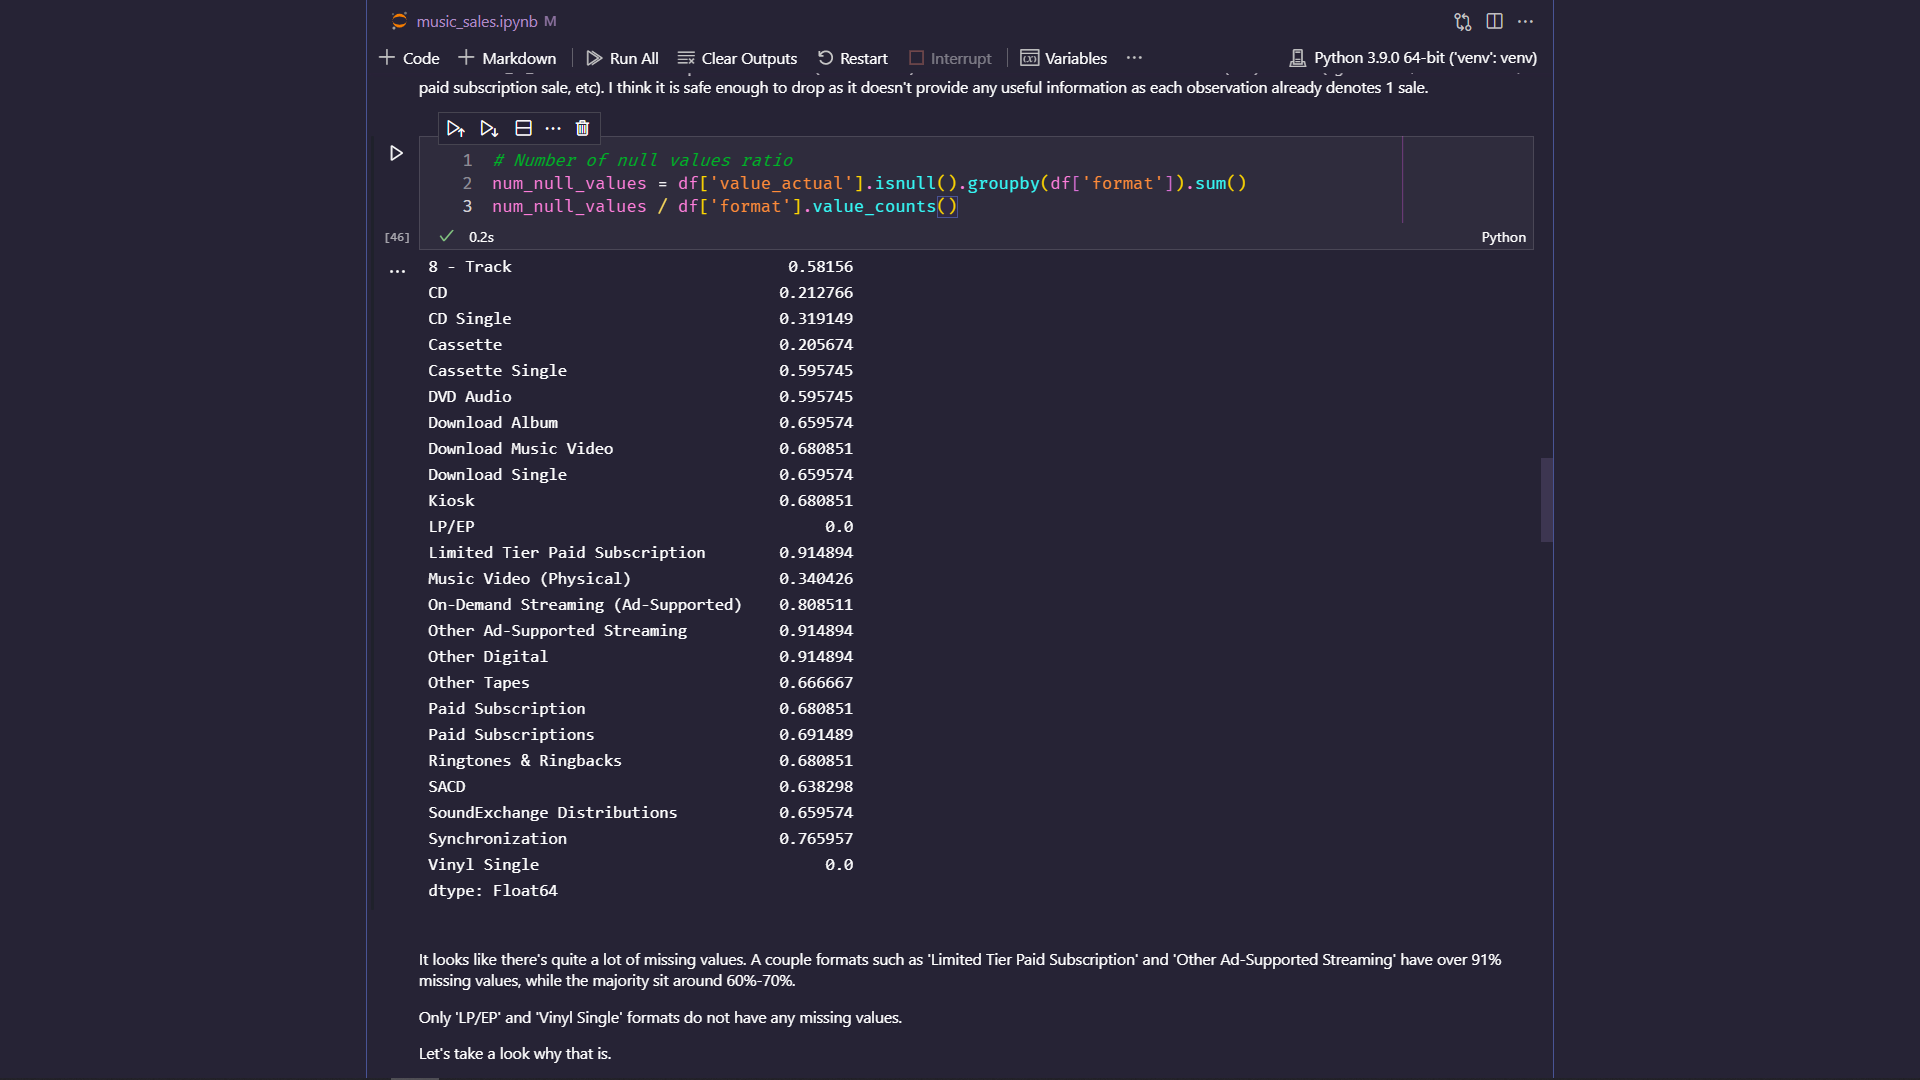 music_sales.ipynb M
Code Markdown Run All Clear Outputs Restart Interrupt Variables ... Python 3.9.0 64-bit ('venv': venv)
paid subscription sale, etc). I think it is safe enough to drop as it doesn't provide any useful information as each observation already denotes 1 sale.
1 # Number of null values ratio
2 num_null_values = df['value_actual'].isnull().groupby(df['format']).sum()
3 num_null_values / df['format'].value_counts()
[46] 0.2s Python
8 - Track 0.58156
CD 0.212766
CD Single 0.319149
Cassette 0.205674
Cassette Single 0.595745
DVD Audio 0.595745
Download Album 0.659574
Download Music Video 0.680851
Download Single 0.659574
Kiosk 0.680851
LP/EP 0.0
Limited Tier Paid Subscription 0.914894
Music Video (Physical) 0.340426
On-Demand Streaming (Ad-Supported) 0.808511
Other Ad-Supported Streaming 0.914894
Other Digital 0.914894
Other Tapes 0.666667
Paid Subscription 0.680851
Paid Subscriptions 0.691489
Ringtones & Ringbacks 0.680851
SACD 0.638298
SoundExchange Distributions 0.659574
Synchronization 0.765957
Vinyl Single 0.0
dtype: Float64
It looks like there's quite a lot of missing values. A couple formats such as 'Limited Tier Paid Subscription' and 'Other Ad-Supported Streaming' have over 91%
missing values, while the majority sit around 60%-70%.
Only 'LP/EP' and 'Vinyl Single' formats do not have any missing values.
Let's take a look why that is.